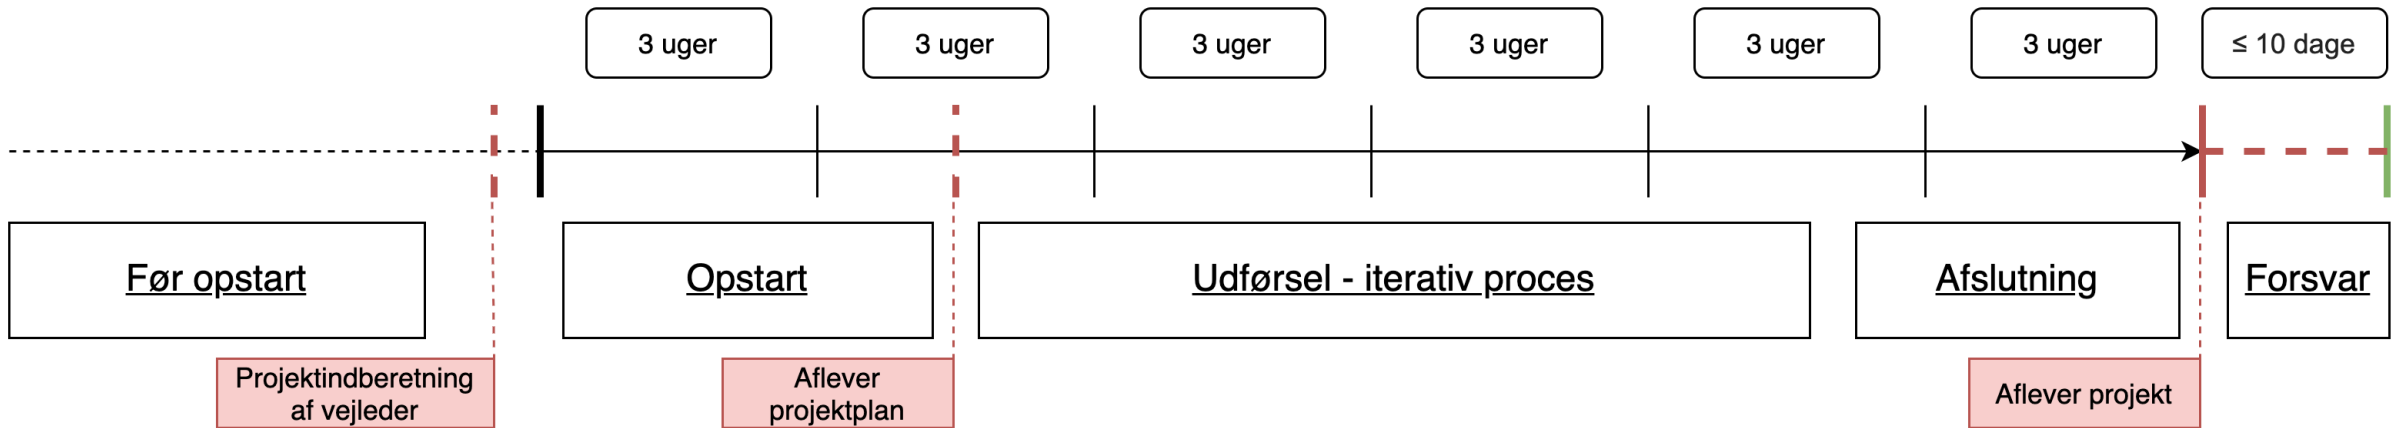 3 uger
3 uger
3 uger
3 uger
3 uger
3 uger
≤ 10 dage
Før opstart
Opstart
Udførsel - iterativ proces
Afslutning
Forsvar
Projektindberetning
af vejleder
Aflever
projektplan
Aflever projekt